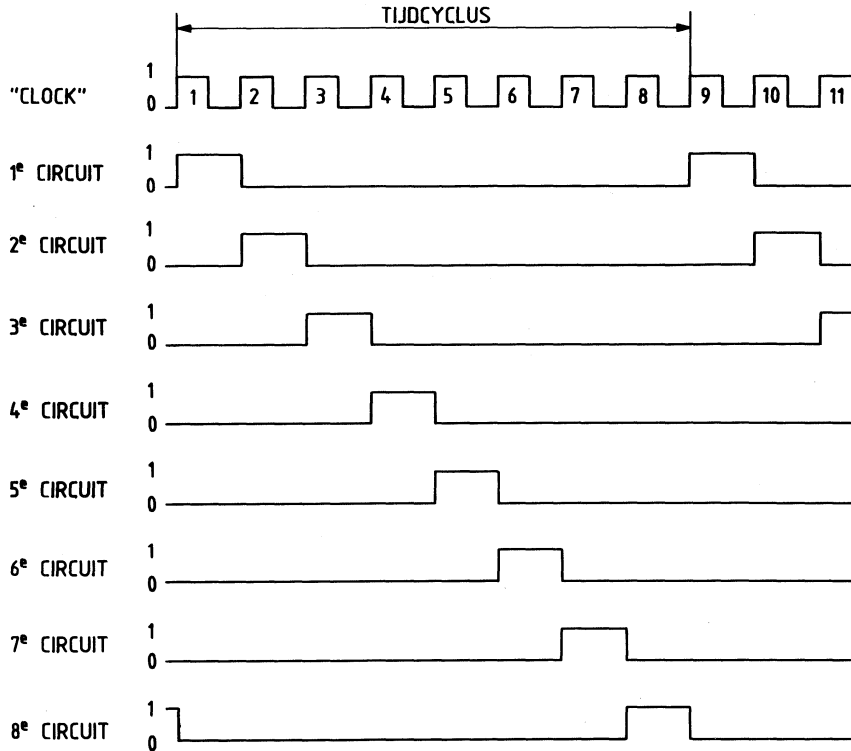 TIJDCYCLUS
"CLOCK" 1 0 1 2 3 4 5 6 7 8 9 10 11
1e CIRCUIT 1 0
2e CIRCUIT 1 0
3e CIRCUIT 1 0
4e CIRCUIT 1 0
5e CIRCUIT 1 0
6e CIRCUIT 1 0
7e CIRCUIT 1 0
8e CIRCUIT 1 0